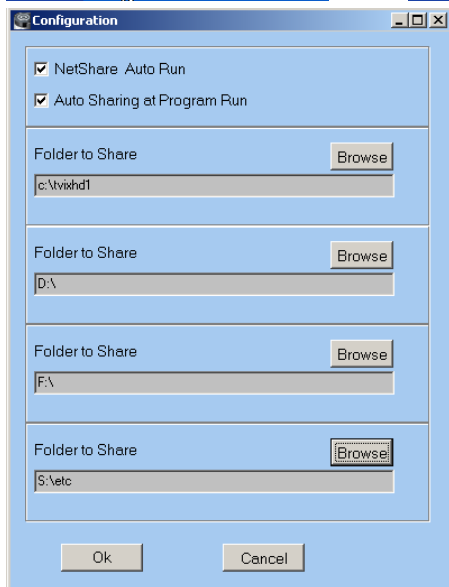 Configuration
NetShare Auto Run
Auto Sharing at Program Run
Folder to Share
Browse
c:\tvixhd1
Folder to Share
Browse
D:\
Folder to Share
Browse
F:\
Folder to Share
Browse
S:\etc
Ok
Cancel